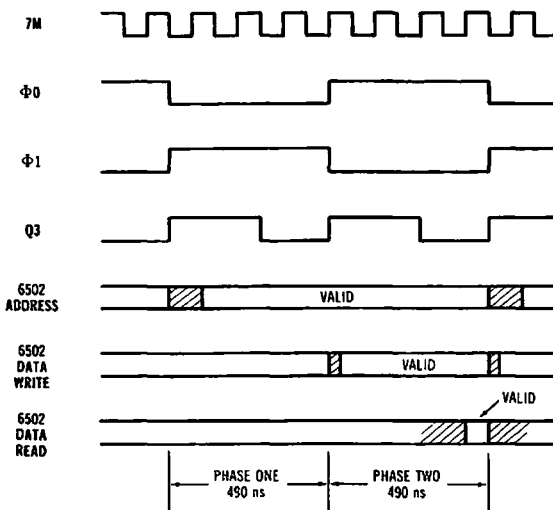 7M
Φ0
Φ1
Q3
6502
ADDRESS
VALID
6502
DATA
WRITE
VALID
VALID
6502
DATA
READ
PHASE ONE
490 ns
PHASE TWO
490 ns